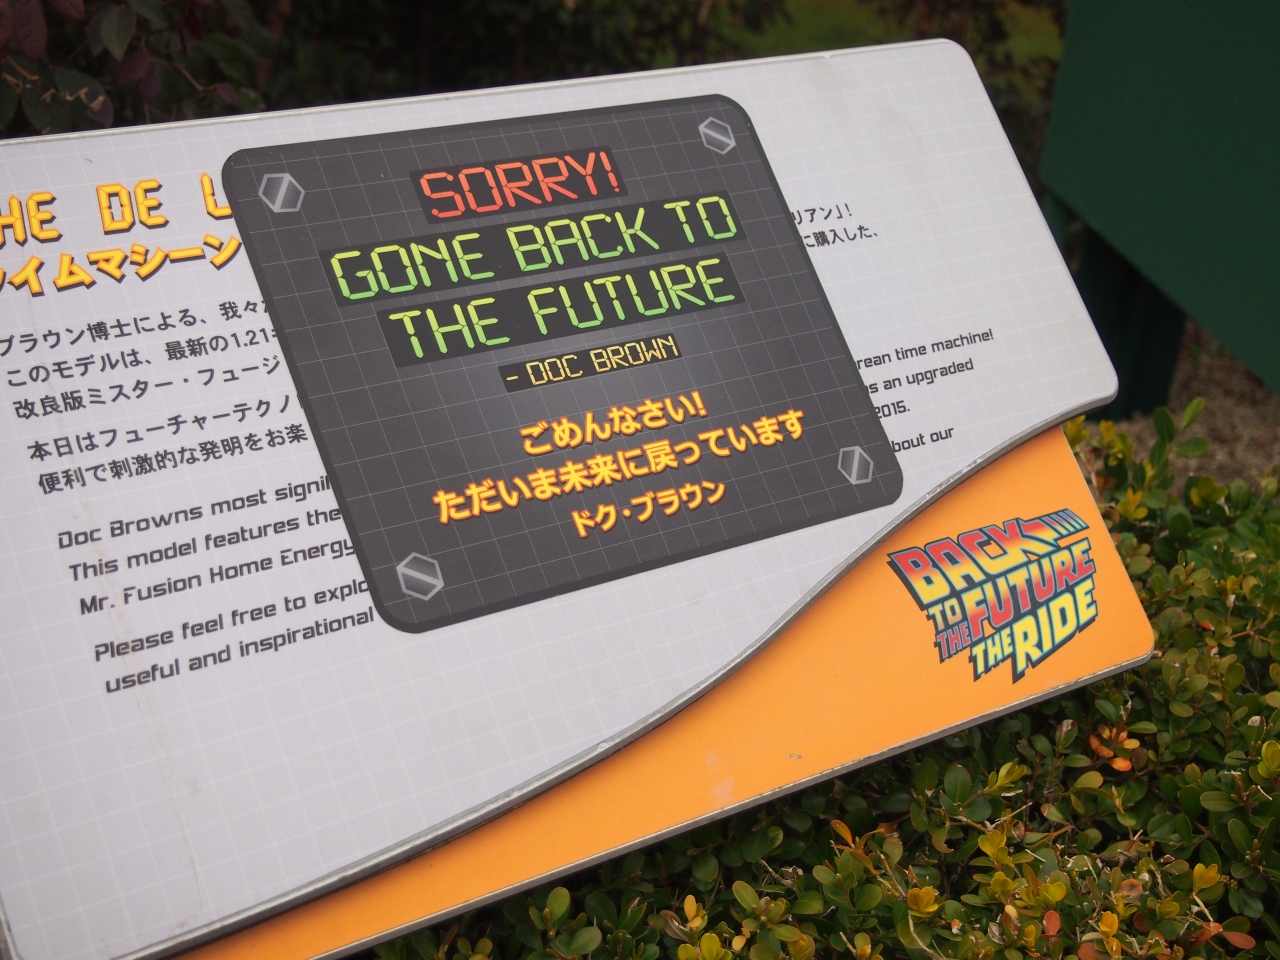 HE DE L
タイムマシーン
ブラウン博士による、我々
このモデルは、最新の1.21
改良版ミスター・フュージ
本日はフューチャーテクノ
便利で刺激的な発明をお楽
Doc Browns most signi
This model features the
Mr. Fusion Home Energy
Please feel free to explo
useful and inspirational
SORRY!
GONE BACK TO
THE FUTURE
- DOC BROWN
ごめんなさい!
ただいま未来に戻っています
ドク・ブラウン
リアン」!
に購入した、
rean time machine!
s an upgraded
2015.
bout our
BACK
TO THE FUTURE
THE RIDE